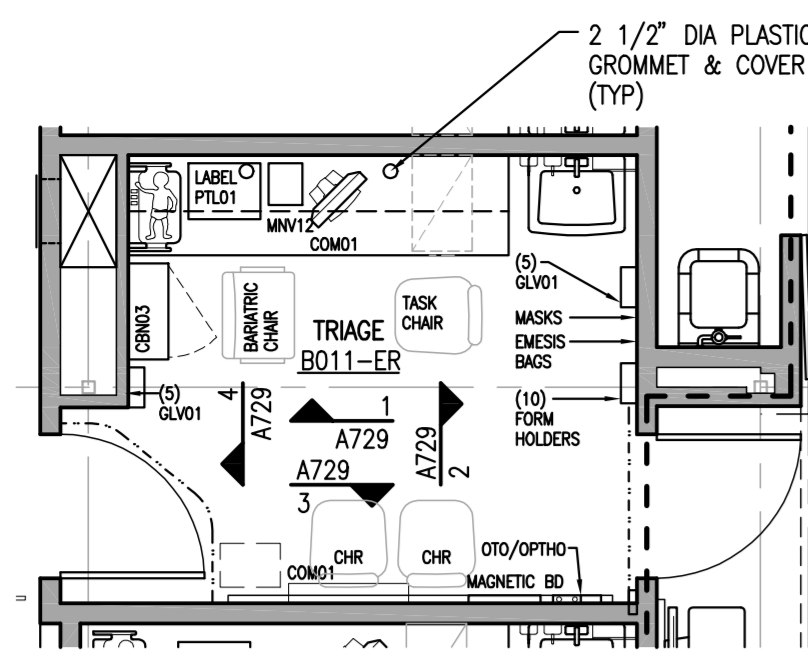 2 1/2" DIA PLASTIC
GROMMET & COVER
(TYP)
LABEL
PTL01
MNV12
COM01
(5)
GLV01
MASKS
EMESIS
BAGS
(10)
FORM
HOLDERS
CBN03
BARIATRIC
CHAIR
TASK
CHAIR
TRIAGE
B011-ER
(5)
GLV01
4
A729
1
A729
A729
3
A729
2
CHR
CHR
COM01
OTO/OPTHO
MAGNETIC BD